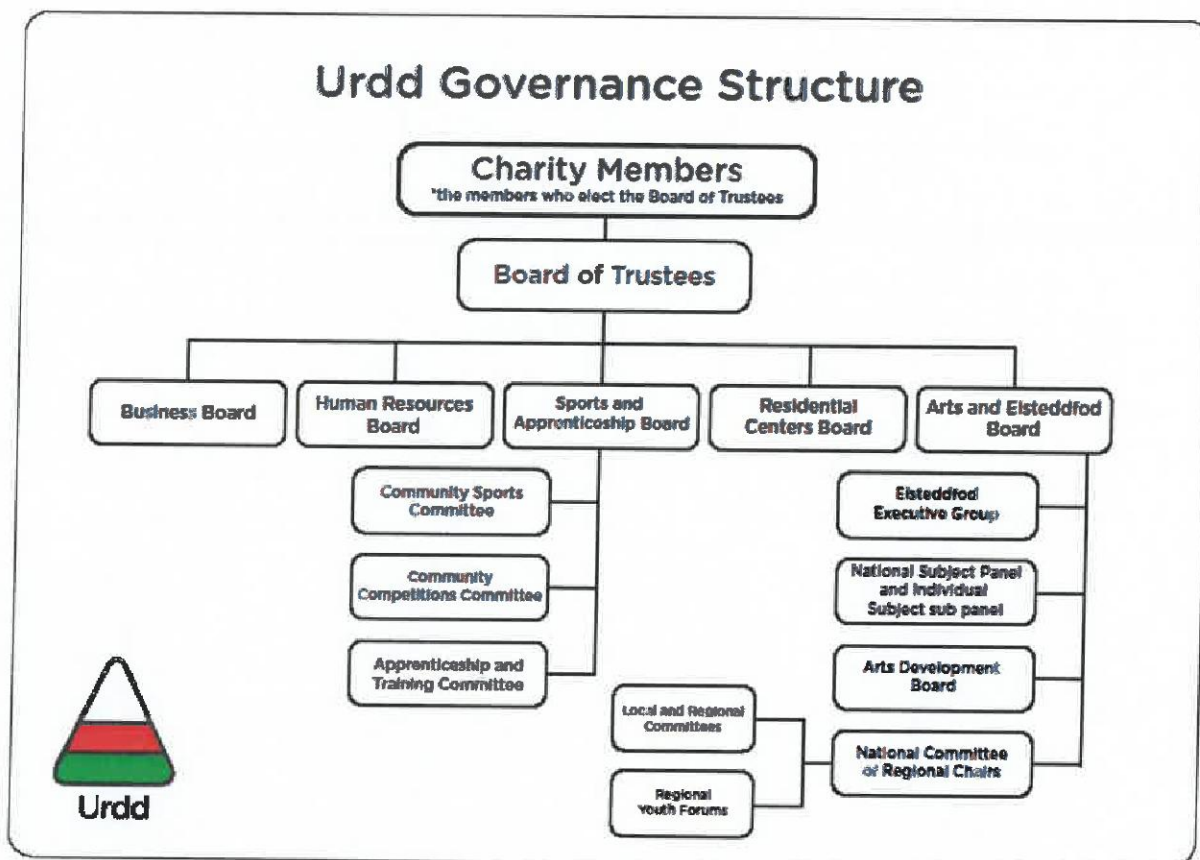 Urdd Governance Structure
Charity Members
*the members who elect the Board of Trustees
Board of Trustees
Business Board
Human Resources
Board
Sports and
Apprenticeship Board
Residential
Centers Board
Arts and Eisteddfod
Board
Community Sports
Committee
Community
Competitions Committee
Apprenticeship and
Training Committee
Eisteddfod
Executive Group
National Subject Panel
and Individual
Subject sub panel
Arts Development
Board
National Committee
of Regional Chairs
Local and Regional
Committees
Regional
Youth Forums
Urdd